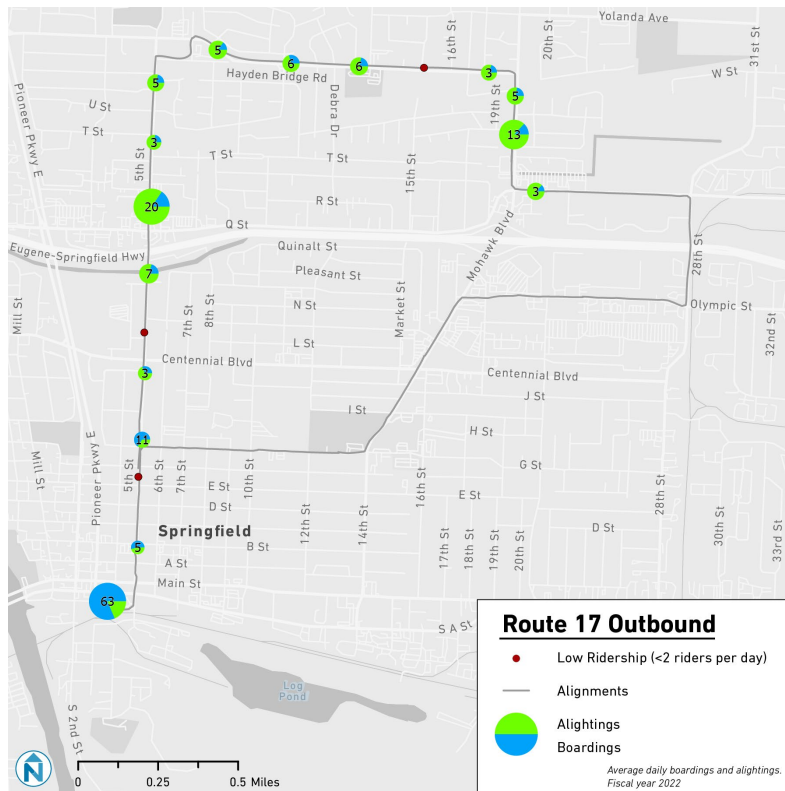 Yolanda Ave
16th St
20th St
31st St
W St
5
6
6
3
Hayden Bridge Rd
5
5
19th St
Debra Dr
Pioneer Pkwy E
U St
T St
3
13
5th St
T St
T St
15th St
3
R St
20
Q St
Quinalt St
Mohawk Blvd
28th St
Eugene-Springfield Hwy
7
Pleasant St
Mill St
7th St
8th St
N St
Market St
Olympic St
32nd St
L St
Centennial Blvd
3
Centennial Blvd
J St
I St
11
H St
Mill St
Pioneer Pkwy E
5th St
6th St
7th St
10th St
G St
16th St
28th St
E St
E St
D St
12th St
14th St
D St
30th St
33rd St
Springfield
5
B St
17th St
18th St
19th St
20th St
A St
Main St
63
S A St
Log
Pond
S 2nd St
N
0 0.25 0.5 Miles
Route 17 Outbound
Low Ridership (<2 riders per day)
Alignments
Alightings
Boardings
Average daily boardings and alightings.
Fiscal year 2022